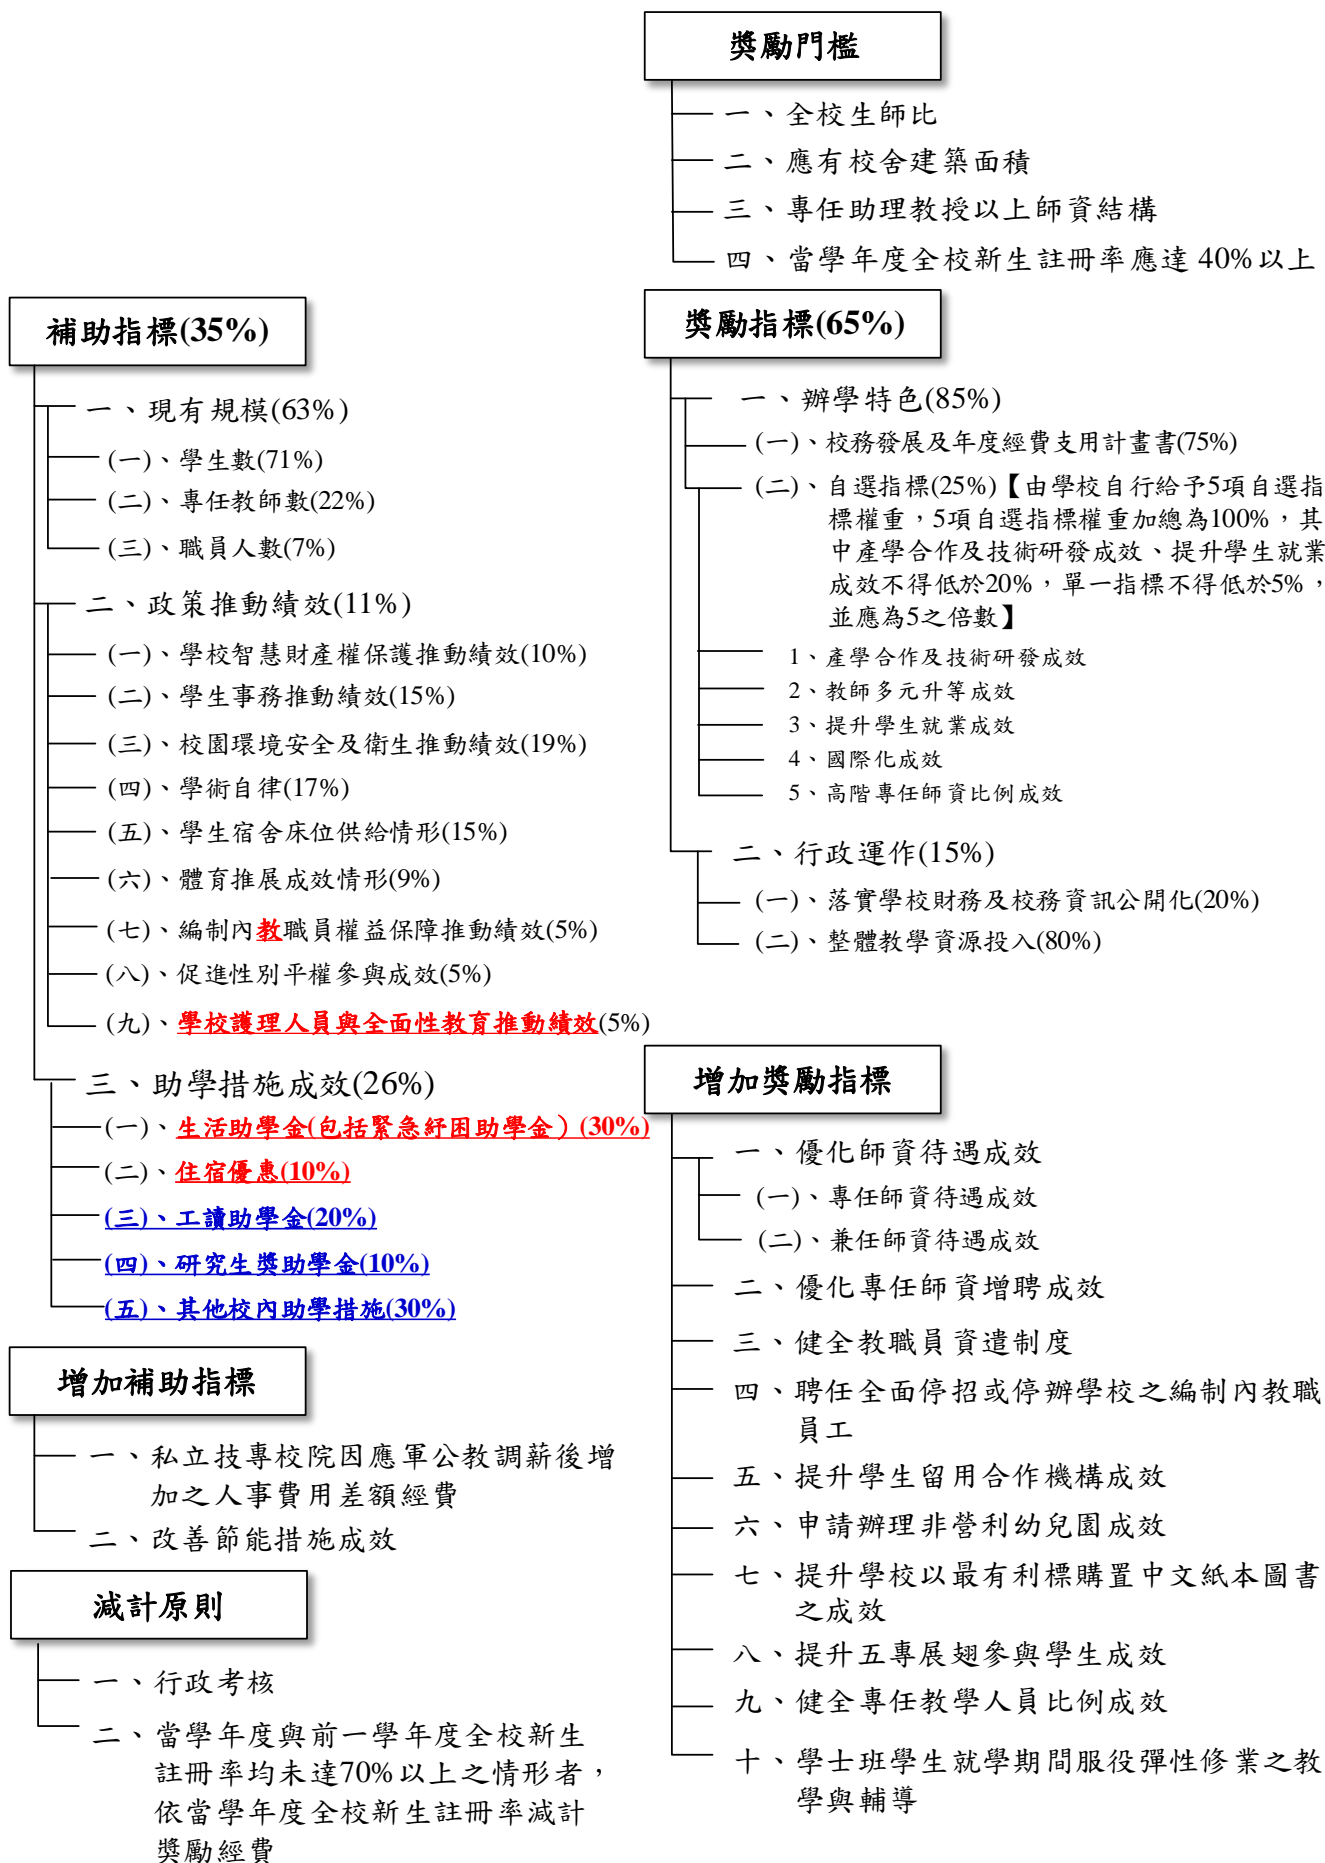 獎勵門檻
一、全校生師比
二、應有校舍建築面積
三、專任助理教授以上師資結構
四、當學年度全校新生註冊率應達 40%以上
補助指標(35%)
一、現有規模(63%)
(一)、學生數(71%)
(二)、專任教師數(22%)
(三)、職員人數(7%)
二、政策推動績效(11%)
(一)、學校智慧財產權保護推動績效(10%)
(二)、學生事務推動績效(15%)
(三)、校園環境安全及衛生推動績效(19%)
(四)、學術自律(17%)
(五)、學生宿舍床位供給情形(15%)
(六)、體育推展成效情形(9%)
(七)、編制內教職員權益保障推動績效(5%)
(八)、促進性別平權參與成效(5%)
(九)、學校護理人員與全面性教育推動績效(5%)
三、助學措施成效(26%)
(一)、生活助學金(包括緊急紓困助學金）(30%)
(二)、住宿優惠(10%)
(三)、工讀助學金(20%)
(四)、研究生獎助學金(10%)
(五)、其他校內助學措施(30%)
增加補助指標
一、私立技專校院因應軍公教調薪後增
加之人事費用差額經費
二、改善節能措施成效
減計原則
一、行政考核
二、當學年度與前一學年度全校新生
註冊率均未達70%以上之情形者，
依當學年度全校新生註冊率減計
獎勵經費
獎勵指標(65%)
一、辦學特色(85%)
(一)、校務發展及年度經費支用計畫書(75%)
(二)、自選指標(25%)【由學校自行給予5項自選指
標權重，5項自選指標權重加總為100%，其
中產學合作及技術研發成效、提升學生就業
成效不得低於20%，單一指標不得低於5%，
並應為5之倍數】
1、產學合作及技術研發成效
2、教師多元升等成效
3、提升學生就業成效
4、國際化成效
5、高階專任師資比例成效
二、行政運作(15%)
(一)、落實學校財務及校務資訊公開化(20%)
(二)、整體教學資源投入(80%)
增加獎勵指標
一、優化師資待遇成效
(一)、專任師資待遇成效
(二)、兼任師資待遇成效
二、優化專任師資增聘成效
三、健全教職員資遣制度
四、聘任全面停招或停辦學校之編制內教職
員工
五、提升學生留用合作機構成效
六、申請辦理非營利幼兒園成效
七、提升學校以最有利標購置中文紙本圖書
之成效
八、提升五專展翅參與學生成效
九、健全專任教學人員比例成效
十、學士班學生就學期間服役彈性修業之教
學與輔導